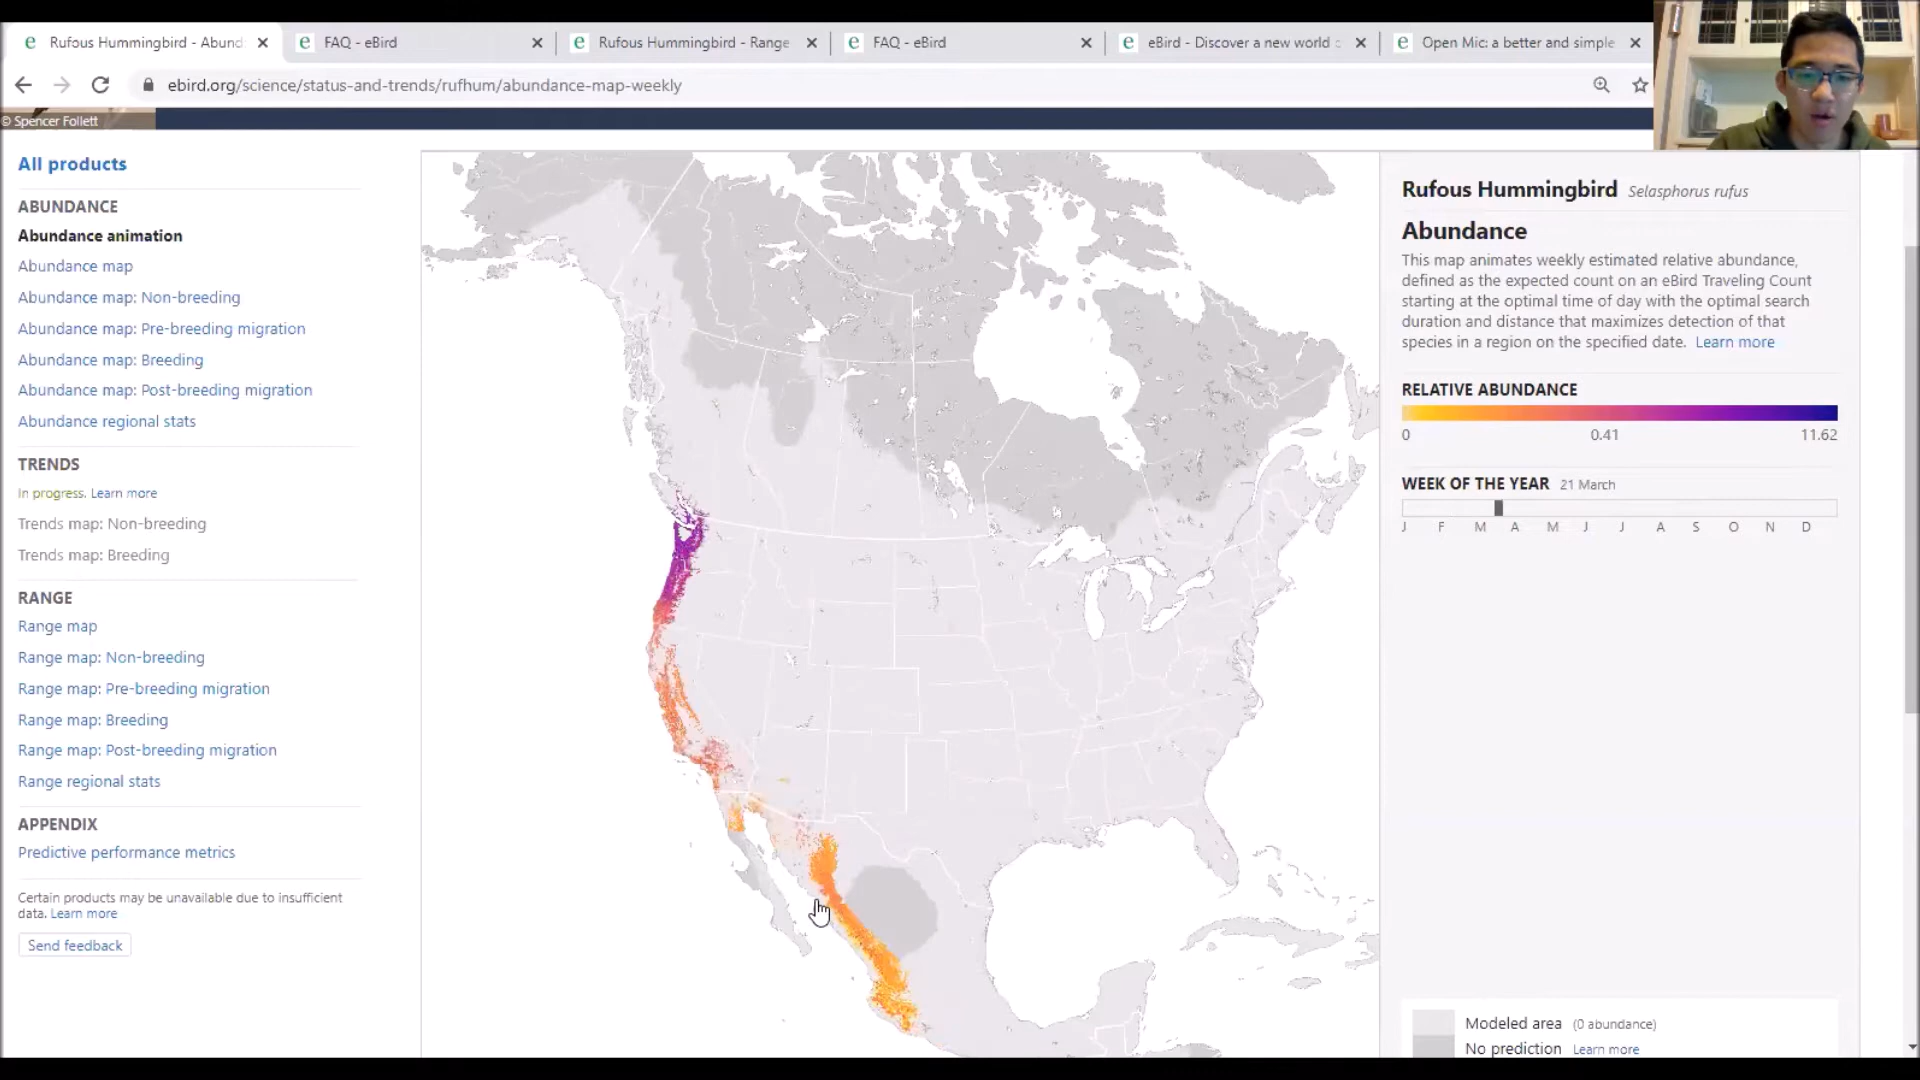 Rufous Hummingbird - Abund
FAQ - eBird
Rufous Hummingbird - Range
FAQ - eBird
eBird - Discover a new world
Open Mic: a better and simple
ebird.org/science/status-and-trends/rufhum/abundance-map-weekly
© Spencer Follett
All products
ABUNDANCE
Abundance animation
Abundance map
Abundance map: Non-breeding
Abundance map: Pre-breeding migration
Abundance map: Breeding
Abundance map: Post-breeding migration
Abundance regional stats
TRENDS
In progress. Learn more
Trends map: Non-breeding
Trends map: Breeding
RANGE
Range map
Range map: Non-breeding
Range map: Pre-breeding migration
Range map: Breeding
Range map: Post-breeding migration
Range regional stats
APPENDIX
Predictive performance metrics
Certain products may be unavailable due to insufficient
data. Learn more
Send feedback
Rufous Hummingbird Selasphorus rufus
Abundance
This map animates weekly estimated relative abundance,
defined as the expected count on an eBird Traveling Count
starting at the optimal time of day with the optimal search
duration and distance that maximizes detection of that
species in a region on the specified date. Learn more
RELATIVE ABUNDANCE
0 0.41 11.62
WEEK OF THE YEAR 21 March
J F M A M J J A S O N D
Modeled area (0 abundance)
No prediction Learn more